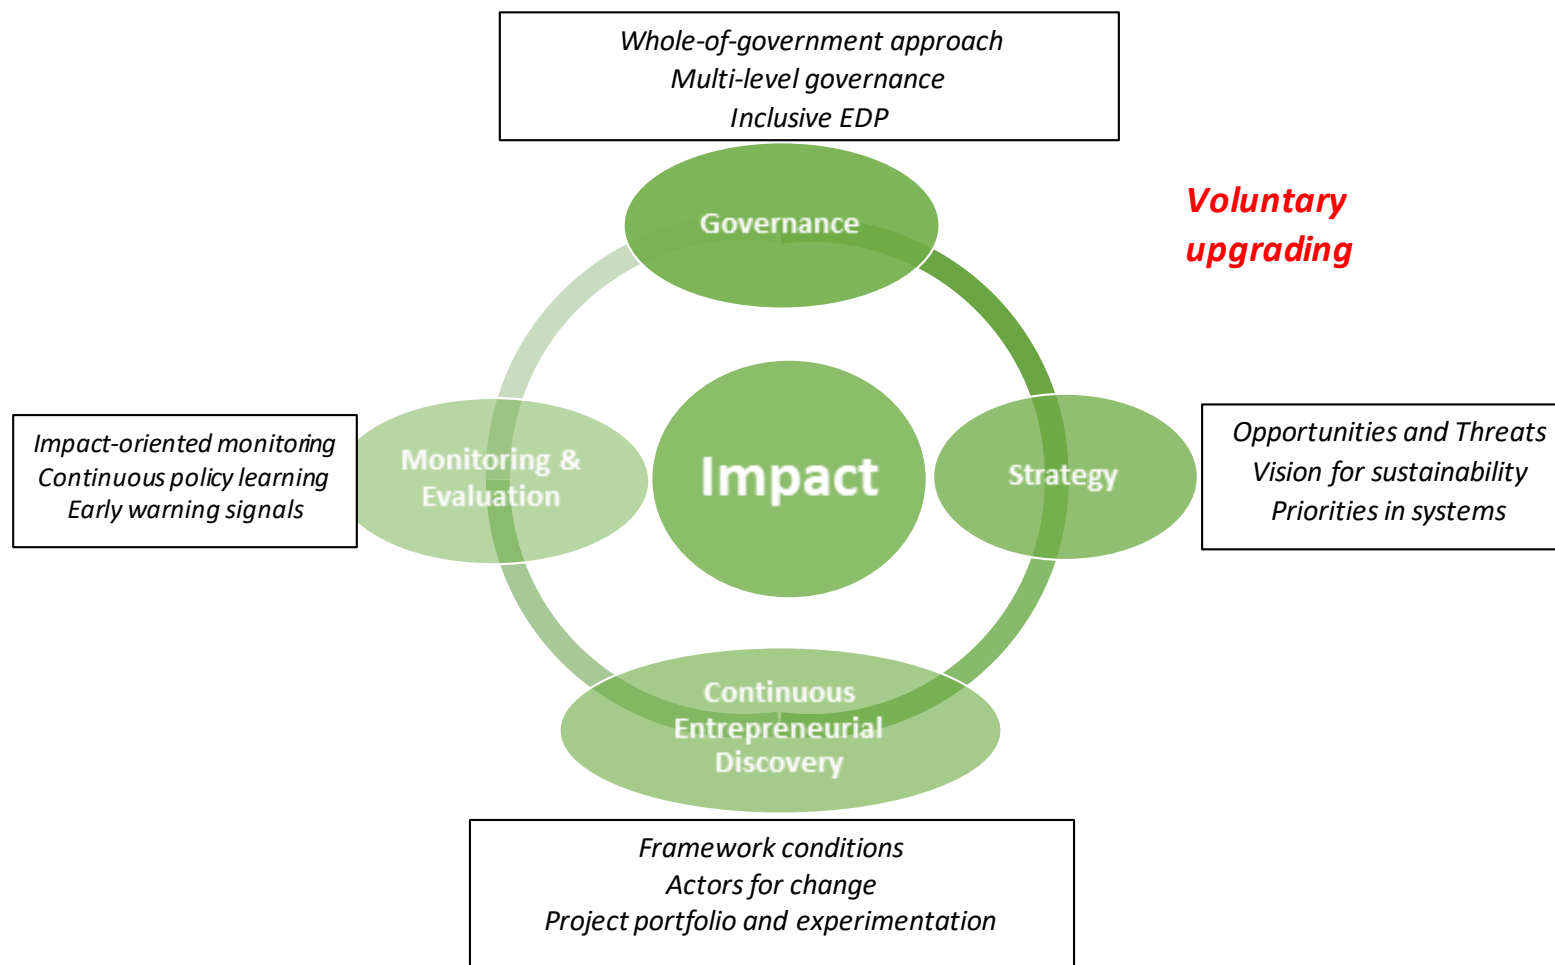 Whole-of-government approach
Multi-level governance
Inclusive EDP
Governance
Voluntary
upgrading
Impact-oriented monitoring
Continuous policy learning
Early warning signals
Monitoring &
Evaluation
Impact
Strategy
Opportunities and Threats
Vision for sustainability
Priorities in systems
Continuous
Entrepreneurial
Discovery
Framework conditions
Actors for change
Project portfolio and experimentation